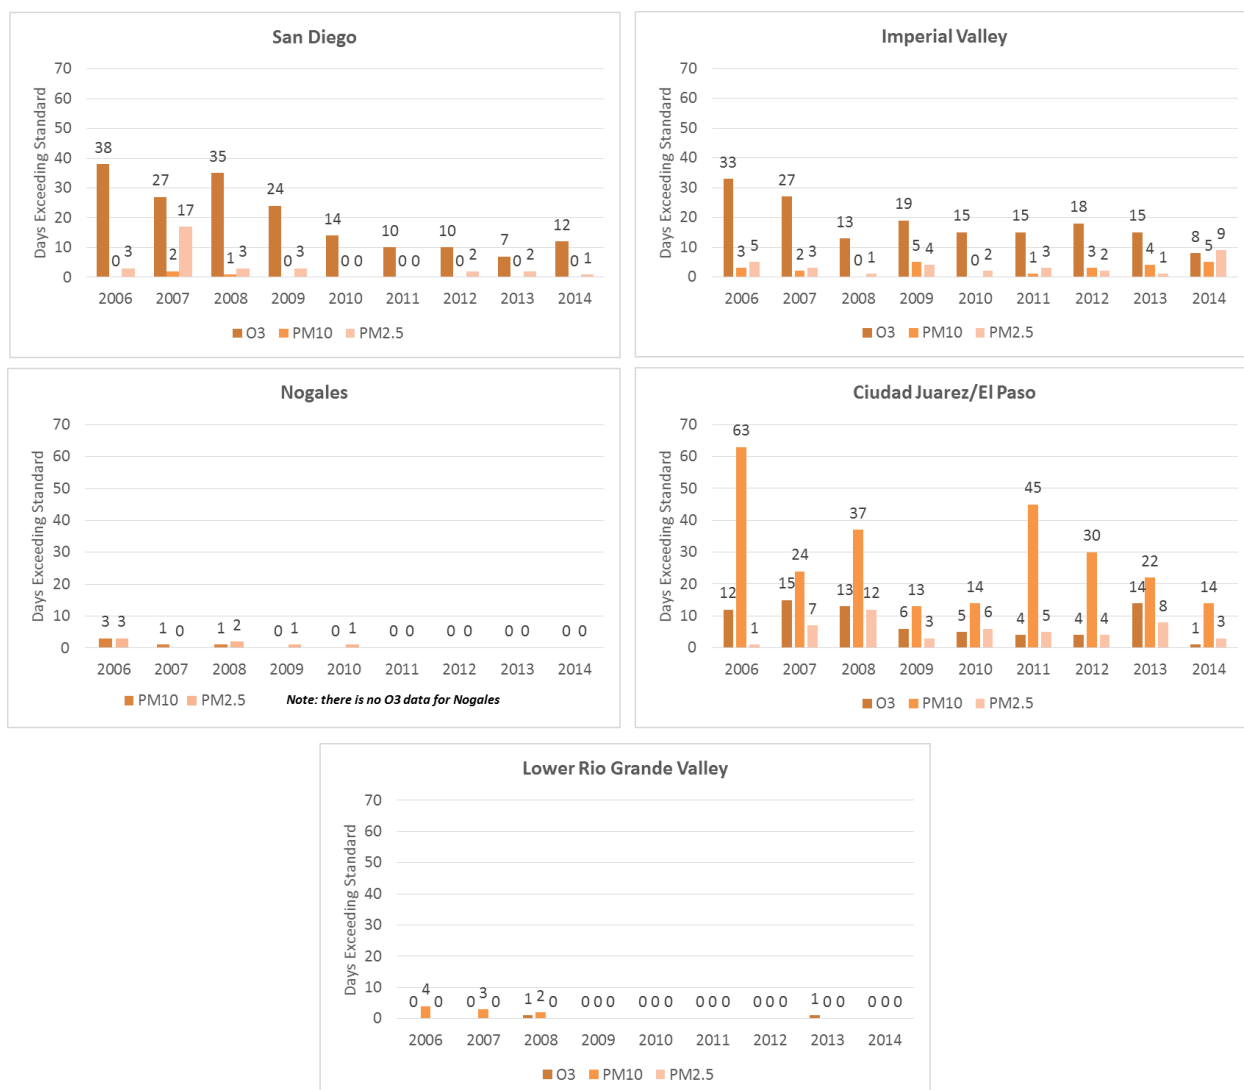 San Diego
Days Exceeding Standard
70
60
50
40
30
20
10
0
38 0 3
27 2 17
35 1 3
24 0 3
14 0 0
10 0 0
10 0 2
7 0 2
12 0 1
2006 2007 2008 2009 2010 2011 2012 2013 2014
O3 PM10 PM2.5
Imperial Valley
Days Exceeding Standard
70
60
50
40
30
20
10
0
33 3 5
27 2 3
13 0 1
19 5 4
15 0 2
15 1 3
18 3 2
15 4 1
8 5 9
2006 2007 2008 2009 2010 2011 2012 2013 2014
O3 PM10 PM2.5
Nogales
Days Exceeding Standard
70
60
50
40
30
20
10
0
3 3
1 0
1 2
0 1
0 1
0 0
0 0
0 0
0 0
2006 2007 2008 2009 2010 2011 2012 2013 2014
PM10 PM2.5 Note: there is no O3 data for Nogales
Ciudad Juarez/El Paso
Days Exceeding Standard
70
60
50
40
30
20
10
0
12 63 1
15 24 7
13 37 12
6 13 3
5 14 6
4 45 5
4 30 4
14 22 8
1 14 3
2006 2007 2008 2009 2010 2011 2012 2013 2014
O3 PM10 PM2.5
Lower Rio Grande Valley
Days Exceeding Standard
70
60
50
40
30
20
10
0
0 4 0
0 3 0
1 2 0
0 0 0
0 0 0
0 0 0
0 0 0
1 0 0
0 0 0
2006 2007 2008 2009 2010 2011 2012 2013 2014
O3 PM10 PM2.5